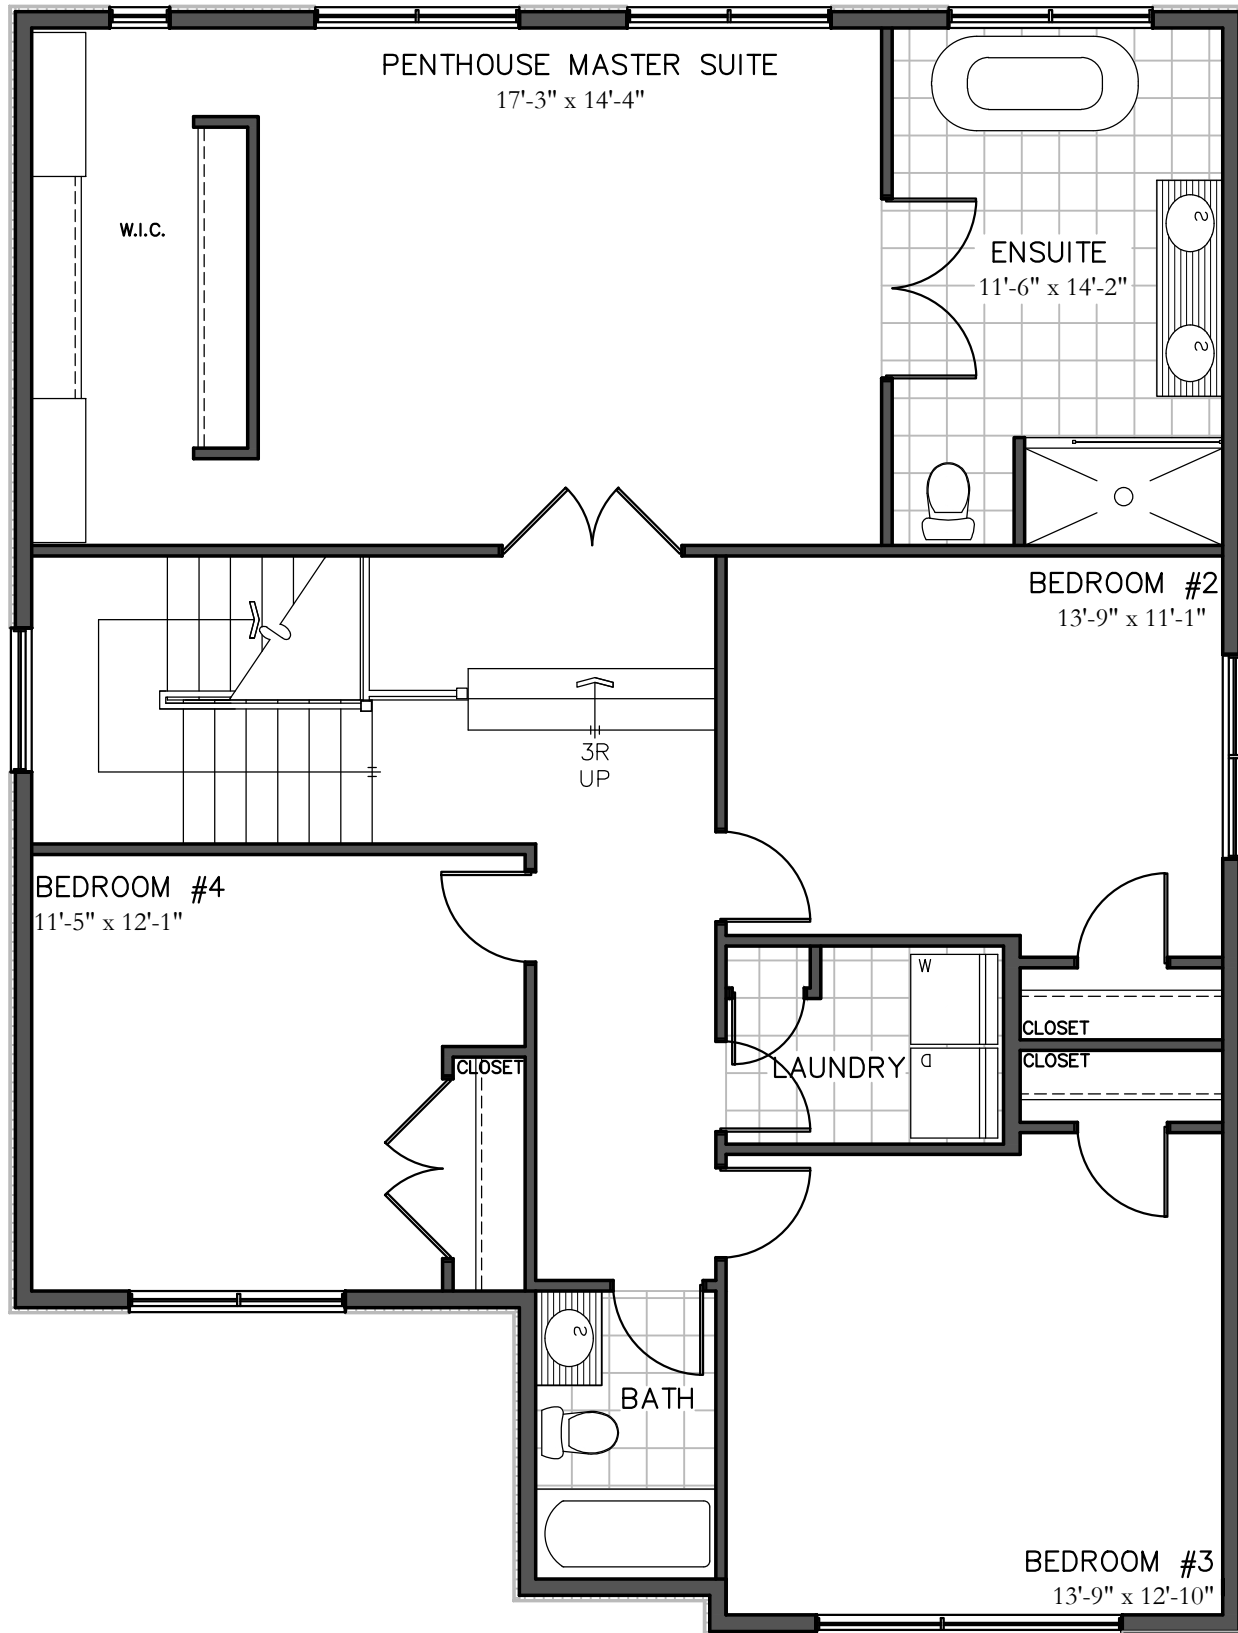 PENTHOUSE MASTER SUITE
17'-3" x 14'-4"
W.I.C.
S
ENSUITE
11'-6" x 14'-2"
S
BEDROOM #2
13'-9" x 11'-1"
3R
UP
BEDROOM #4
11'-5" x 12'-1"
W
CLOSET
CLOSET
CLOSET
LAUNDRY
D
S
BATH
BEDROOM #3
13'-9" x 12'-10"